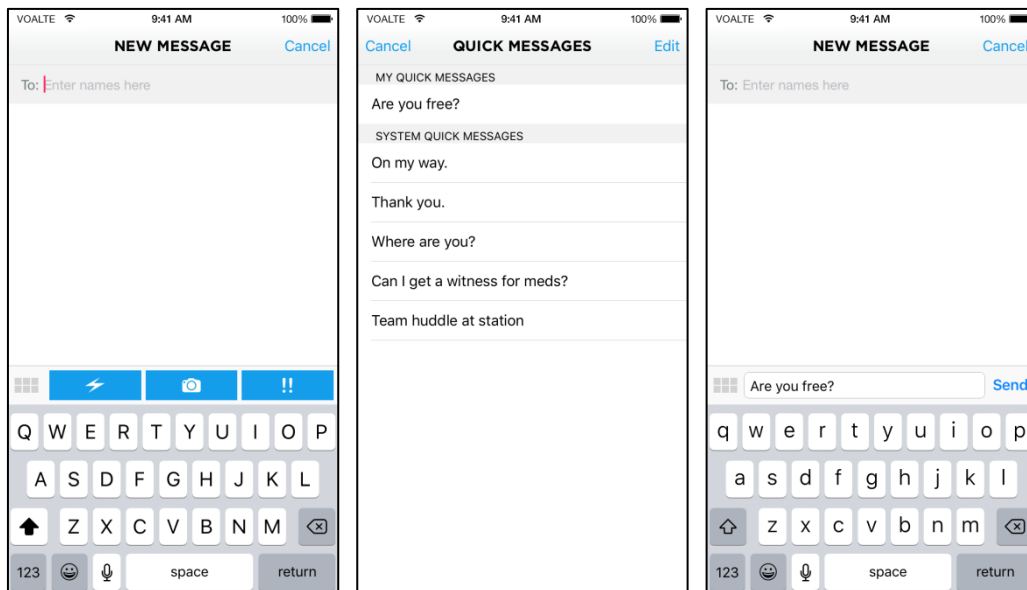 VOALTE 9:41 AM 100%
NEW MESSAGE Cancel
To: Enter names here
!!
Q W E R T Y U I O P
A S D F G H J K L
Z X C V B N M
123 space return
VOALTE 9:41 AM 100%
Cancel QUICK MESSAGES Edit
MY QUICK MESSAGES
Are you free?
SYSTEM QUICK MESSAGES
On my way.
Thank you.
Where are you?
Can I get a witness for meds?
Team huddle at station
VOALTE 9:41 AM 100%
NEW MESSAGE Cancel
To: Enter names here
Are you free? Send
q w e r t y u i o p
a s d f g h j k l
z x c v b n m
123 space return